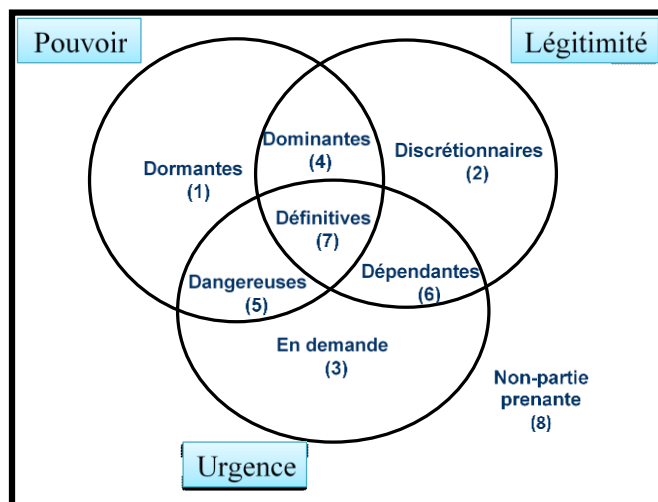 Pouvoir
Légitimité
Dominantes
(4)
Discrétionnaires
(2)
Dormantes
(1)
Définitives
(7)
Dangereuses
(5)
Dépendantes
(6)
En demande
(3)
Non-partie
prenante
(8)
Urgence